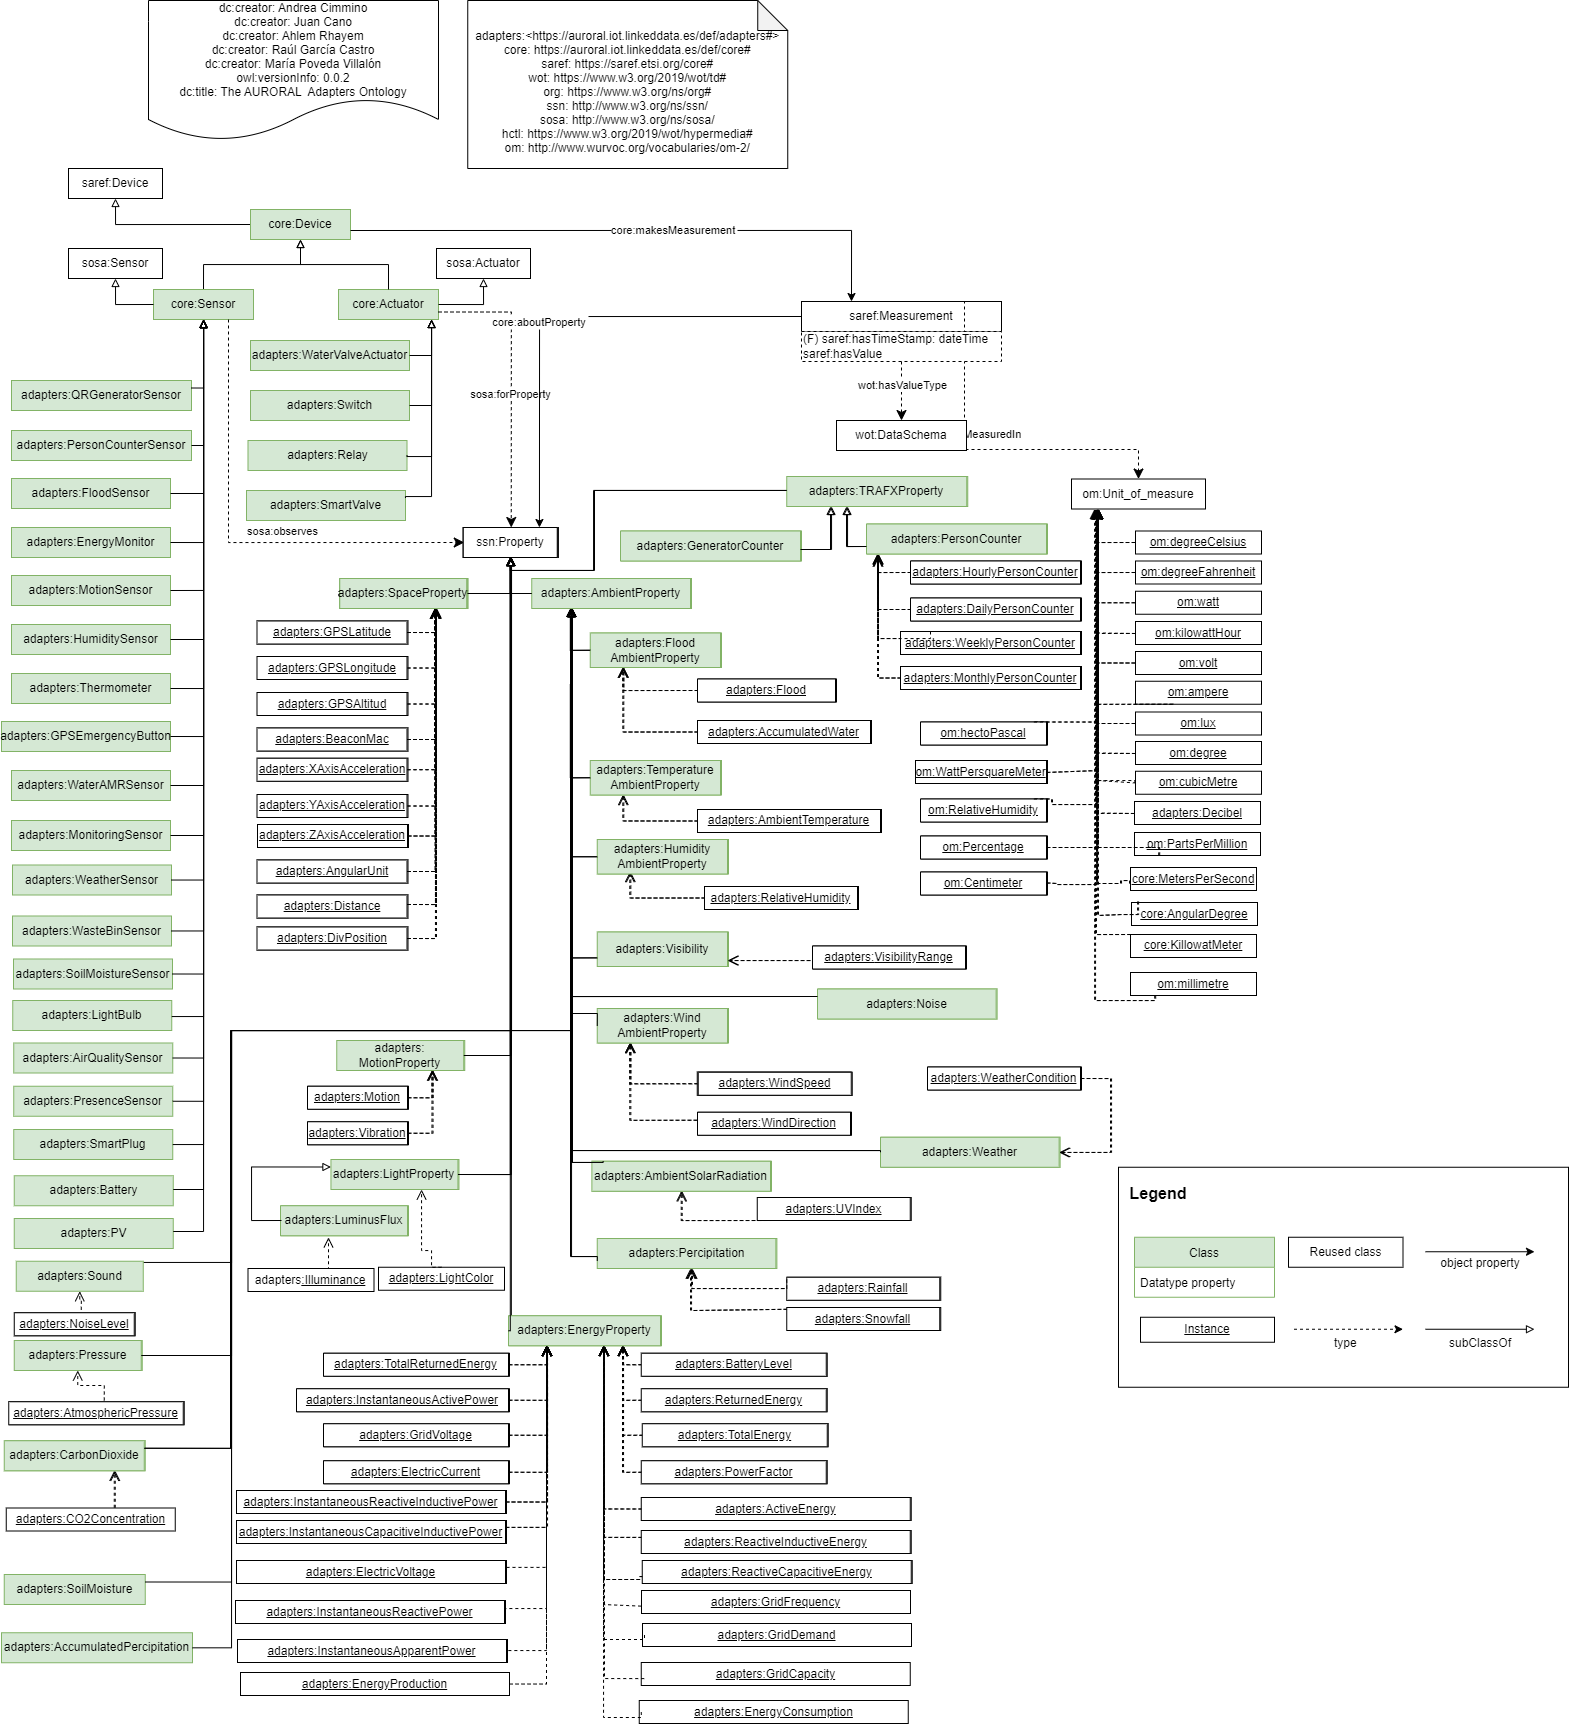 dc:creator: Andrea Cimmino
dc:creator: Juan Cano
dc:creator: Ahlem Rhayem
dc:creator: Raúl García Castro
dc:creator: María Poveda Villalón
owl:versionInfo: 0.0.2
dc:title: The AURORAL Adapters Ontology
adapters:<https://auroral.iot.linkeddata.es/def/adapters#>
core: https://auroral.iot.linkeddata.es/def/core#
saref: https://saref.etsi.org/core#
wot: https://www.w3.org/2019/wot/td#
org: https://www.w3.org/ns/org#
ssn: http://www.w3.org/ns/ssn/
sosa: http://www.w3.org/ns/sosa/
hctl: https://www.w3.org/2019/wot/hypermedia#
om: http://www.wurvoc.org/vocabularies/om-2/
saref:Device
core:Device
core:makesMeasurement
sosa:Sensor
sosa:Actuator
core:Sensor
core:Actuator
core:aboutProperty
saref:Measurement
(F) saref:hasTimeStamp: dateTime
saref:hasValue
wot:hasValueType
wot:DataSchema
MeasuredIn
om:Unit_of_measure
adapters:WaterValveActuator
adapters:Switch
adapters:Relay
adapters:SmartValve
sosa:forProperty
sosa:observes
ssn:Property
adapters:QRGeneratorSensor
adapters:PersonCounterSensor
adapters:FloodSensor
adapters:EnergyMonitor
adapters:MotionSensor
adapters:HumiditySensor
adapters:Thermometer
adapters:GPSEmergencyButton
adapters:WaterAMRSensor
adapters:MonitoringSensor
adapters:WeatherSensor
adapters:WasteBinSensor
adapters:SoilMoistureSensor
adapters:LightBulb
adapters:AirQualitySensor
adapters:PresenceSensor
adapters:SmartPlug
adapters:Battery
adapters:PV
adapters:Sound
adapters:NoiseLevel
adapters:Pressure
adapters:AtmosphericPressure
adapters:CarbonDioxide
adapters:CO2Concentration
adapters:SoilMoisture
adapters:AccumulatedPercipitation
adapters:TRAFXProperty
adapters:GeneratorCounter
adapters:PersonCounter
adapters:HourlyPersonCounter
adapters:DailyPersonCounter
adapters:WeeklyPersonCounter
adapters:MonthlyPersonCounter
adapters:SpaceProperty
adapters:GPSLatitude
adapters:GPSLongitude
adapters:GPSAltitud
adapters:BeaconMac
adapters:XAxisAcceleration
adapters:YAxisAcceleration
adapters:ZAxisAcceleration
adapters:AngularUnit
adapters:Distance
adapters:DivPosition
adapters:AmbientProperty
adapters:Flood
AmbientProperty
adapters:Flood
adapters:AccumulatedWater
adapters:Temperature
AmbientProperty
adapters:AmbientTemperature
adapters:Humidity
AmbientProperty
adapters:RelativeHumidity
adapters:Visibility
adapters:VisibilityRange
adapters:Noise
adapters:Wind
AmbientProperty
adapters:WindSpeed
adapters:WindDirection
adapters:WeatherCondition
adapters:Weather
adapters:AmbientSolarRadiation
adapters:UVIndex
adapters:Percipitation
adapters:Rainfall
adapters:Snowfall
om:degreeCelsius
om:degreeFahrenheit
om:watt
om:kilowattHour
om:volt
om:ampere
om:lux
om:degree
om:cubicMetre
adapters:Decibel
om:PartsPerMillion
core:MetersPerSecond
core:AngularDegree
core:KillowatMeter
om:millimetre
om:hectoPascal
om:WattPersquareMeter
om:RelativeHumidity
om:Percentage
om:Centimeter
adapters:
MotionProperty
adapters:Motion
adapters:Vibration
adapters:LightProperty
adapters:LuminusFlux
adapters:Illuminance
adapters:LightColor
adapters:EnergyProperty
adapters:TotalReturnedEnergy
adapters:InstantaneousActivePower
adapters:GridVoltage
adapters:ElectricCurrent
adapters:InstantaneousReactiveInductivePower
adapters:InstantaneousCapacitiveInductivePower
adapters:ElectricVoltage
adapters:InstantaneousReactivePower
adapters:InstantaneousApparentPower
adapters:EnergyProduction
adapters:BatteryLevel
adapters:ReturnedEnergy
adapters:TotalEnergy
adapters:PowerFactor
adapters:ActiveEnergy
adapters:ReactiveInductiveEnergy
adapters:ReactiveCapacitiveEnergy
adapters:GridFrequency
adapters:GridDemand
adapters:GridCapacity
adapters:EnergyConsumption
Legend
Class
Datatype property
Reused class
object property
Instance
type
subClassOf